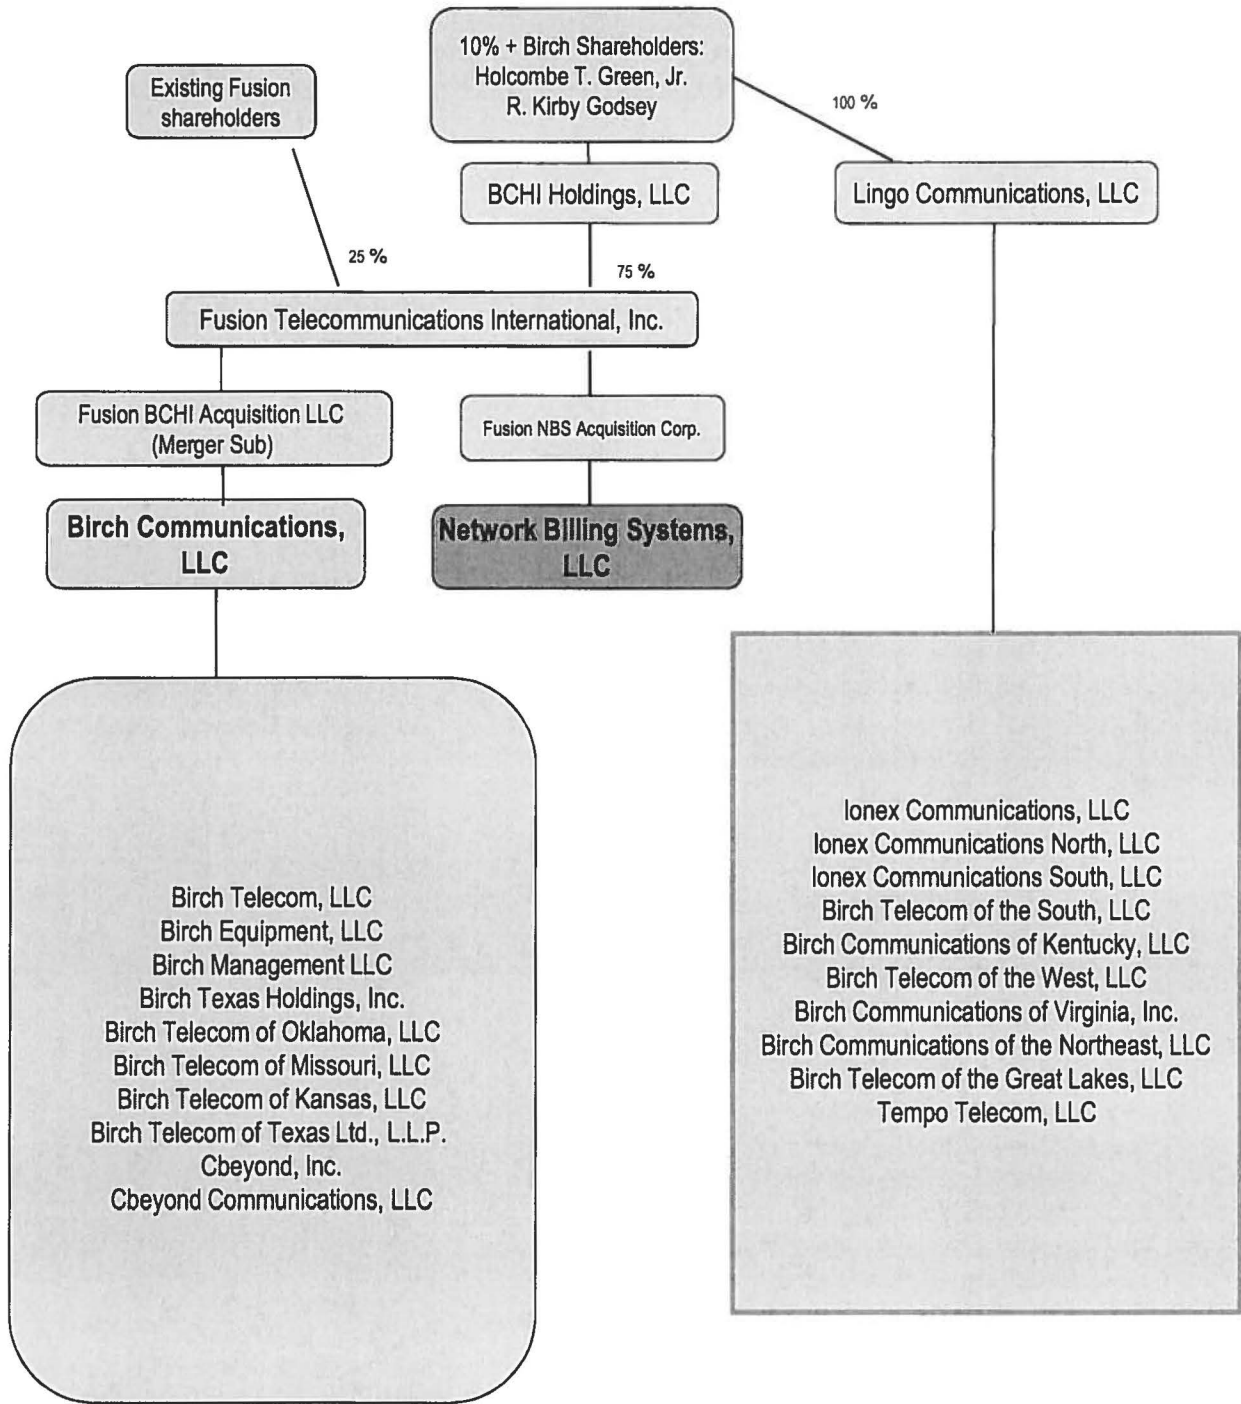 10% + Birch Shareholders:
Holcombe T. Green, Jr.
R. Kirby Godsey
Existing Fusion
shareholders
100 %
BCHI Holdings, LLC
Lingo Communications, LLC
25 %
75 %
Fusion Telecommunications International, Inc.
Fusion BCHI Acquisition LLC
(Merger Sub)
Fusion NBS Acquisition Corp.
Birch Communications,
LLC
Network Billing Systems,
LLC
Birch Telecom, LLC
Birch Equipment, LLC
Birch Management LLC
Birch Texas Holdings, Inc.
Birch Telecom of Oklahoma, LLC
Birch Telecom of Missouri, LLC
Birch Telecom of Kansas, LLC
Birch Telecom of Texas Ltd., L.L.P.
Cbeyond, Inc.
Cbeyond Communications, LLC
Ionex Communications, LLC
Ionex Communications North, LLC
Ionex Communications South, LLC
Birch Telecom of the South, LLC
Birch Communications of Kentucky, LLC
Birch Telecom of the West, LLC
Birch Communications of Virginia, Inc.
Birch Communications of the Northeast, LLC
Birch Telecom of the Great Lakes, LLC
Tempo Telecom, LLC